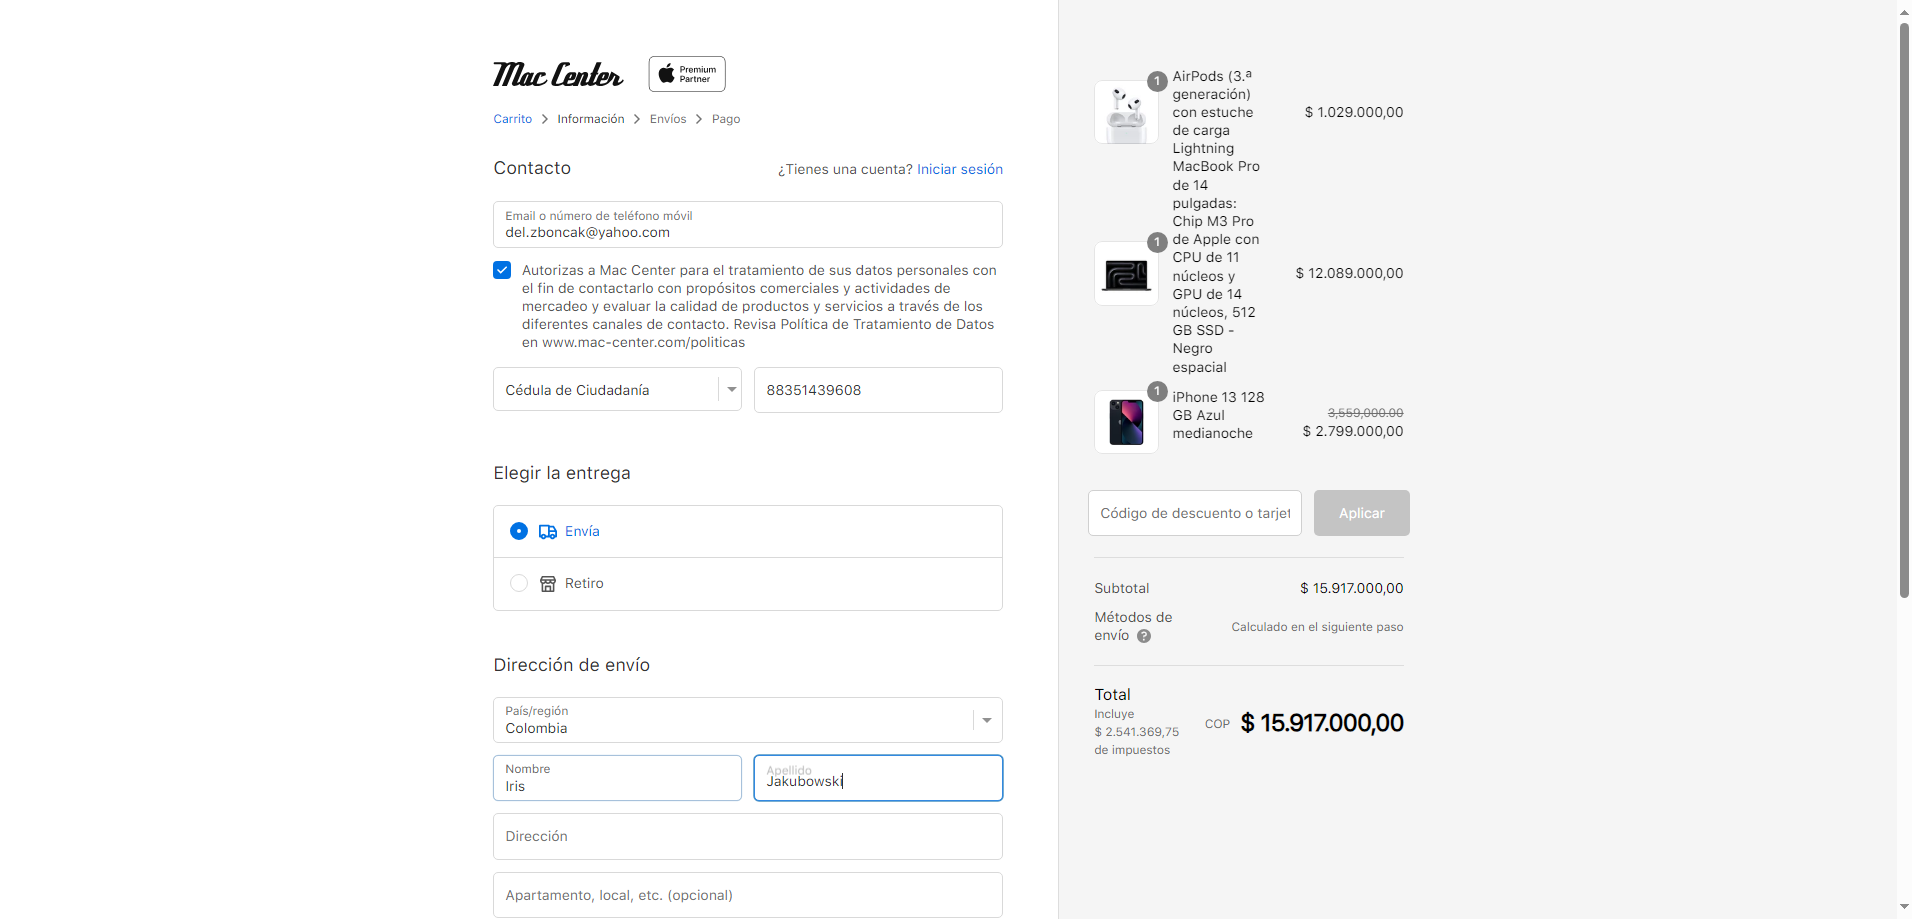 Mac Center
Premium
Partner
Carrito
Información
Envíos
Pago
Contacto
¿Tienes una cuenta? Iniciar sesión
Email o número de teléfono móvil
del.zboncak@yahoo.com
Autorizas a Mac Center para el tratamiento de sus datos personales con
el fin de contactarlo con propósitos comerciales y actividades de
mercadeo y evaluar la calidad de productos y servicios a través de los
diferentes canales de contacto. Revisa Política de Tratamiento de Datos
en www.mac-center.com/politicas
Cédula de Ciudadanía
88351439608
Elegir la entrega
Envía
Retiro
Dirección de envío
País/región
Colombia
Nombre
Iris
Apellido
Jakubowski
Dirección
Apartamento, local, etc. (opcional)
1
AirPods (3.ª
generación)
con estuche
de carga
Lightning
$ 1.029.000,00
1
MacBook Pro
de 14
pulgadas:
Chip M3 Pro
de Apple con
CPU de 11
núcleos y
GPU de 14
núcleos, 512
GB SSD -
Negro
espacial
$ 12.089.000,00
1
iPhone 13 128
GB Azul
medianoche
3,559,000.00
$ 2.799.000,00
Código de descuento o tarjet
Aplicar
Subtotal
$ 15.917.000,00
Métodos de
envío ?
Calculado en el siguiente paso
Total
Incluye
$ 2.541.369,75
de impuestos
COP $ 15.917.000,00